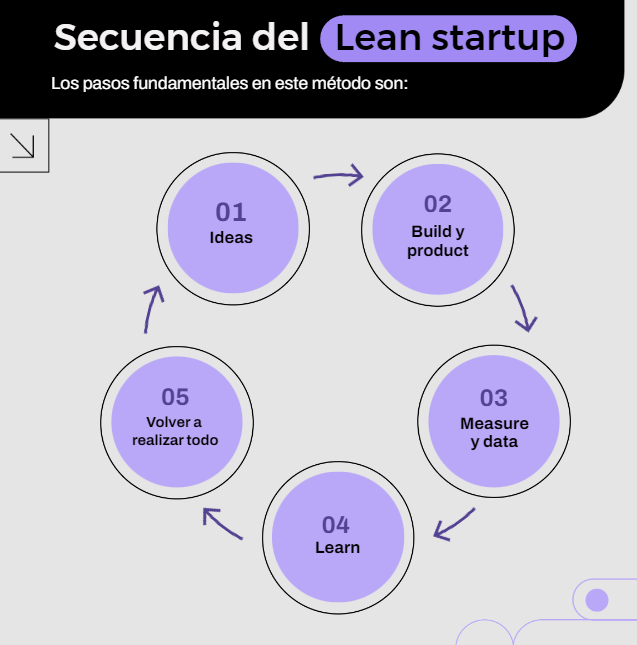 Secuencia del Lean startup
Los pasos fundamentales en este método son:
01
Ideas
02
Build y
product
03
Measure
y data
04
Learn
05
Volver a
realizar todo